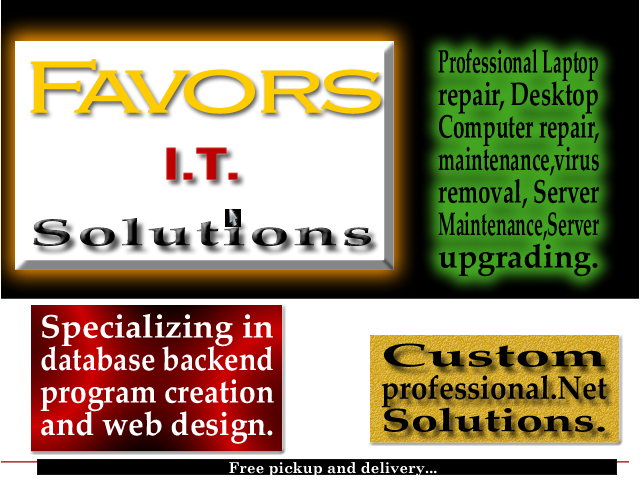 FAVORS
I.T.
Solutions
Professional Laptop
repair, Desktop
Computer repair,
maintenance,virus
removal, Server
Maintenance,Server
upgrading.
Specializing in
database backend
program creation
and web design.
Custom
professional.Net
Solutions.
Free pickup and delivery...